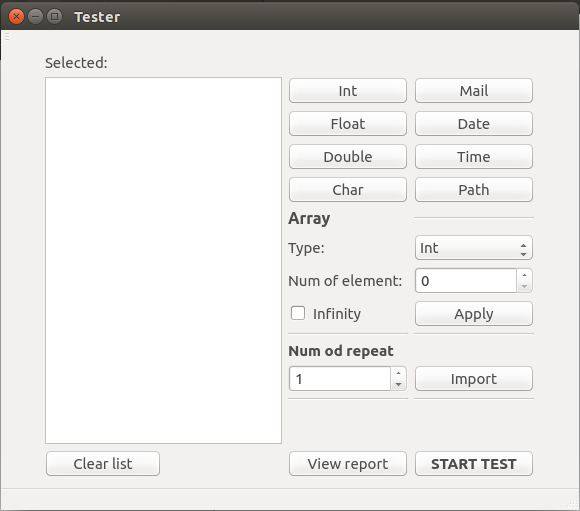 Tester
Selected:
Int Mail
Float Date
Double Time
Char Path
Array
Type: Int
Num of element: 0
Infinity Apply
Num od repeat
1 Import
Clear list View report START TEST